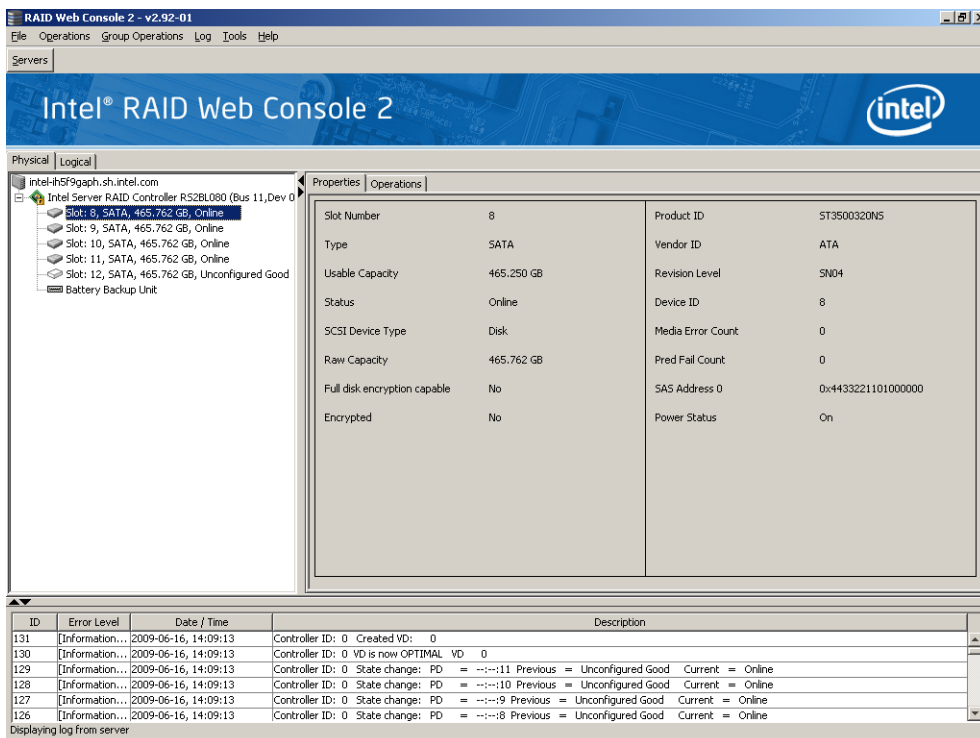 RAID Web Console 2 - v2.92-01
File Operations Group Operations Log Tools Help
Servers
Intel® RAID Web Console 2
intel
Physical Logical
intel-ih5f9gaph.sh.intel.com
Intel Server RAID Controller RS2BL080 (Bus 11,Dev 0
Slot: 8, SATA, 465.762 GB, Online
Slot: 9, SATA, 465.762 GB, Online
Slot: 10, SATA, 465.762 GB, Online
Slot: 11, SATA, 465.762 GB, Online
Slot: 12, SATA, 465.762 GB, Unconfigured Good
Battery Backup Unit
Properties Operations
Slot Number 8 Product ID ST3500320NS
Type SATA Vendor ID ATA
Usable Capacity 465.250 GB Revision Level SN04
Status Online Device ID 8
SCSI Device Type Disk Media Error Count 0
Raw Capacity 465.762 GB Pred Fail Count 0
Full disk encryption capable No SAS Address 0 0x4433221101000000
Encrypted No Power Status On
ID Error Level Date / Time Description
131 [Information... 2009-06-16, 14:09:13 Controller ID: 0 Created VD: 0
130 [Information... 2009-06-16, 14:09:13 Controller ID: 0 VD is now OPTIMAL VD 0
129 [Information... 2009-06-16, 14:09:13 Controller ID: 0 State change: PD = --:--:11 Previous = Unconfigured Good Current = Online
128 [Information... 2009-06-16, 14:09:13 Controller ID: 0 State change: PD = --:--:10 Previous = Unconfigured Good Current = Online
127 [Information... 2009-06-16, 14:09:13 Controller ID: 0 State change: PD = --:--:9 Previous = Unconfigured Good Current = Online
126 [Information... 2009-06-16, 14:09:13 Controller ID: 0 State change: PD = --:--:8 Previous = Unconfigured Good Current = Online
Displaying log from server